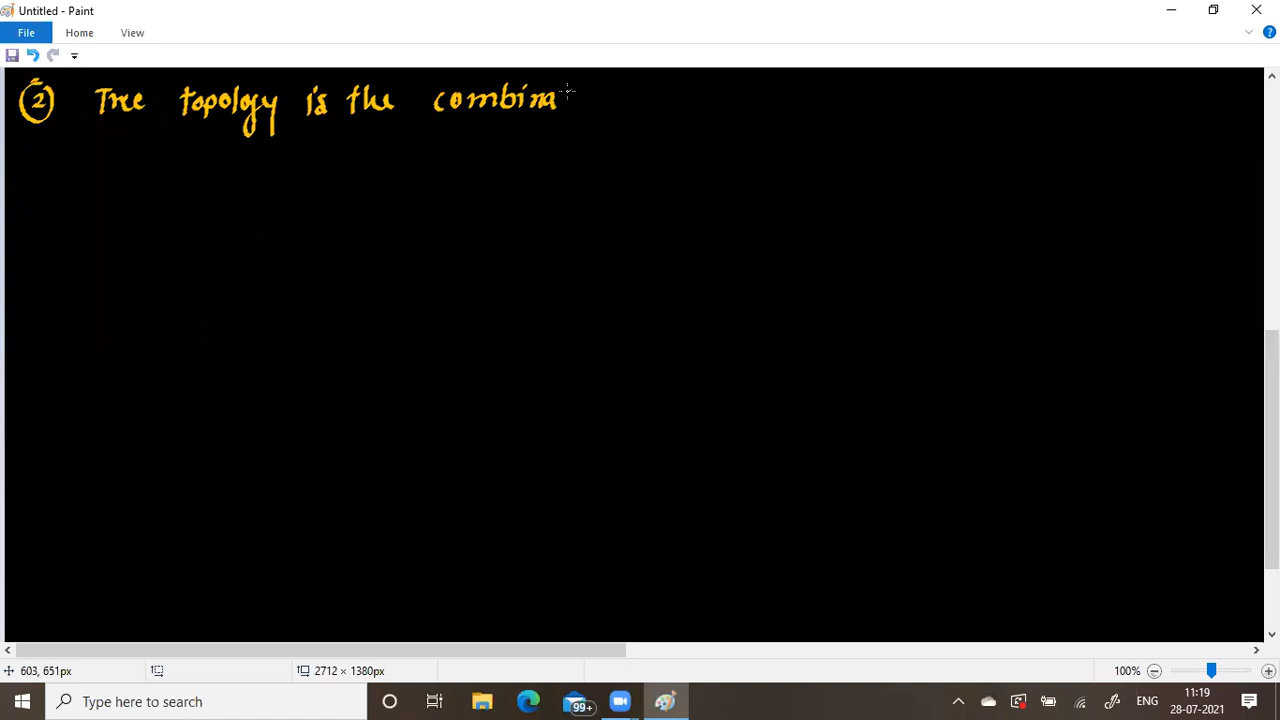 Untitled - Paint
File Home View
② Tree topology is the combina
603, 651px 2712 × 1380px 100%
Type here to search 99+ ENG 11:19
28-07-2021